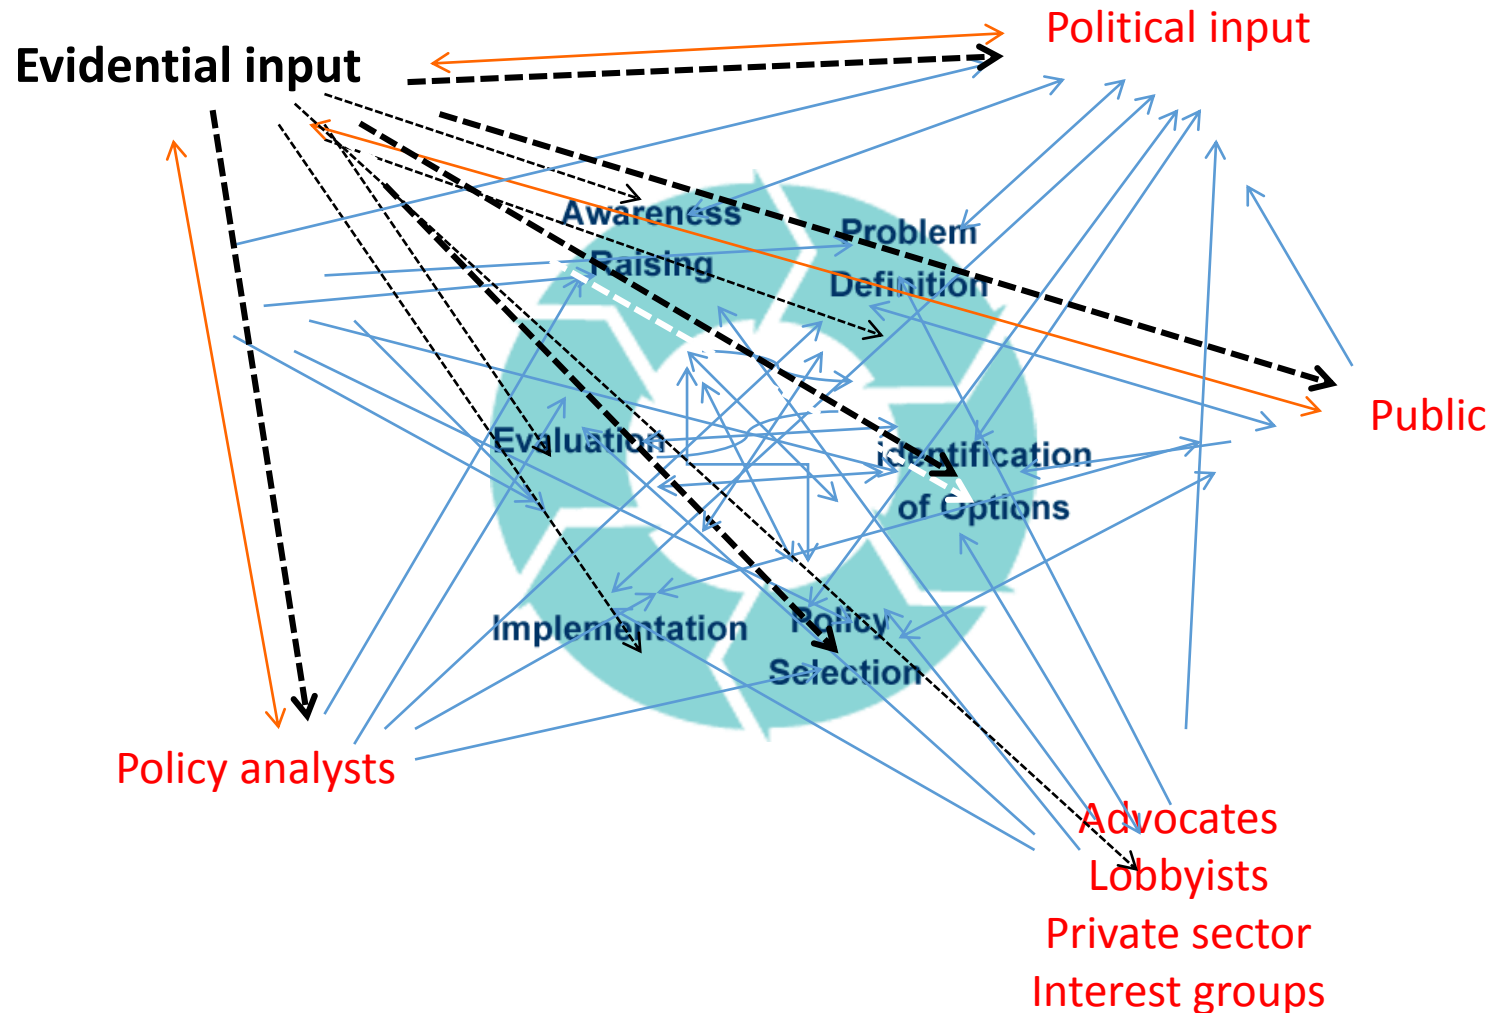 Political input
Evidential input
Awareness
Raising
Problem
Definition
Public
Evaluation
identification
of Options
Implementation
Policy
Selection
Policy analysts
Advocates
Lobbyists
Private sector
Interest groups